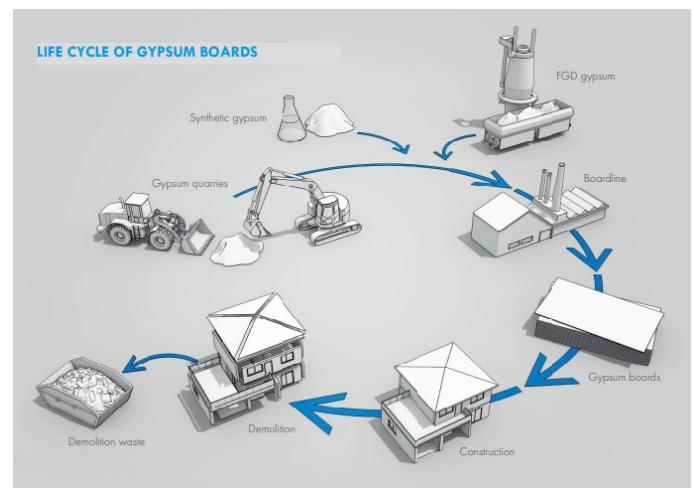 LIFE CYCLE OF GYPSUM BOARDS
FGD gypsum
Synthetic gypsum
Gypsum quarries
Boardline
Gypsum boards
Demolition waste
Demolition
Construction